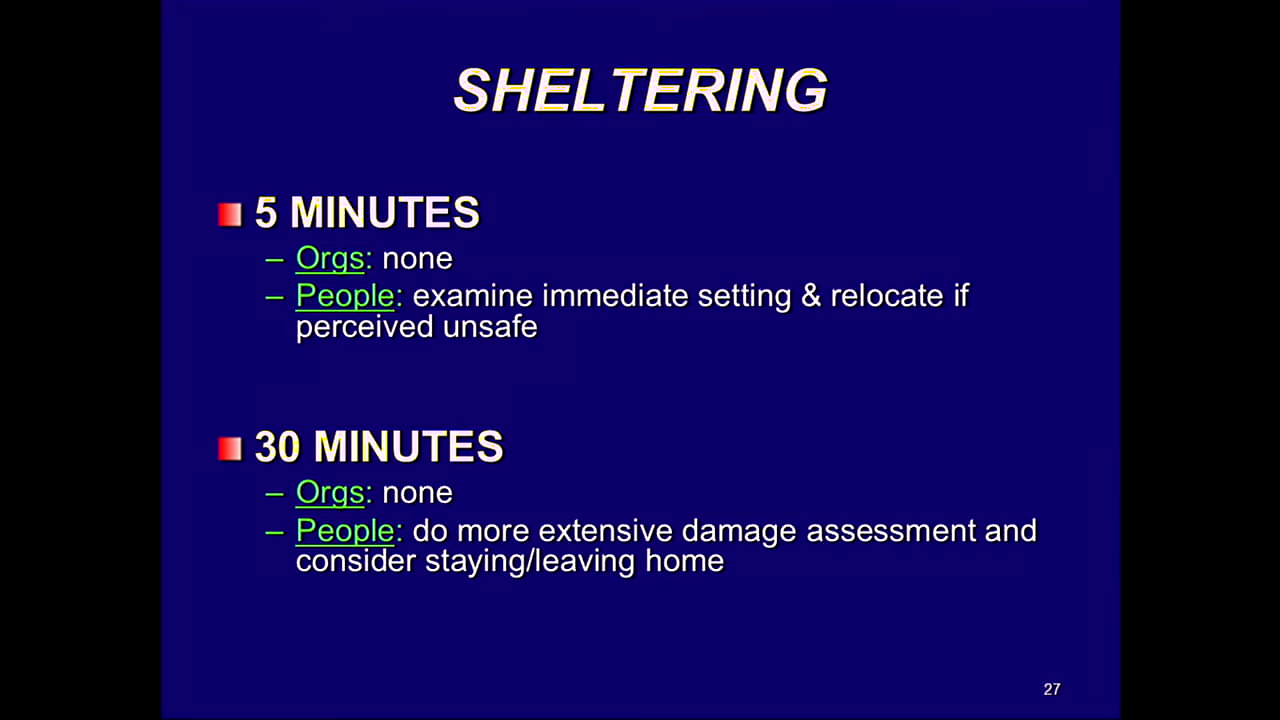 SHELTERING
5 MINUTES
– Orgs: none
– People: examine immediate setting & relocate if
perceived unsafe
30 MINUTES
– Orgs: none
– People: do more extensive damage assessment and
consider staying/leaving home
27